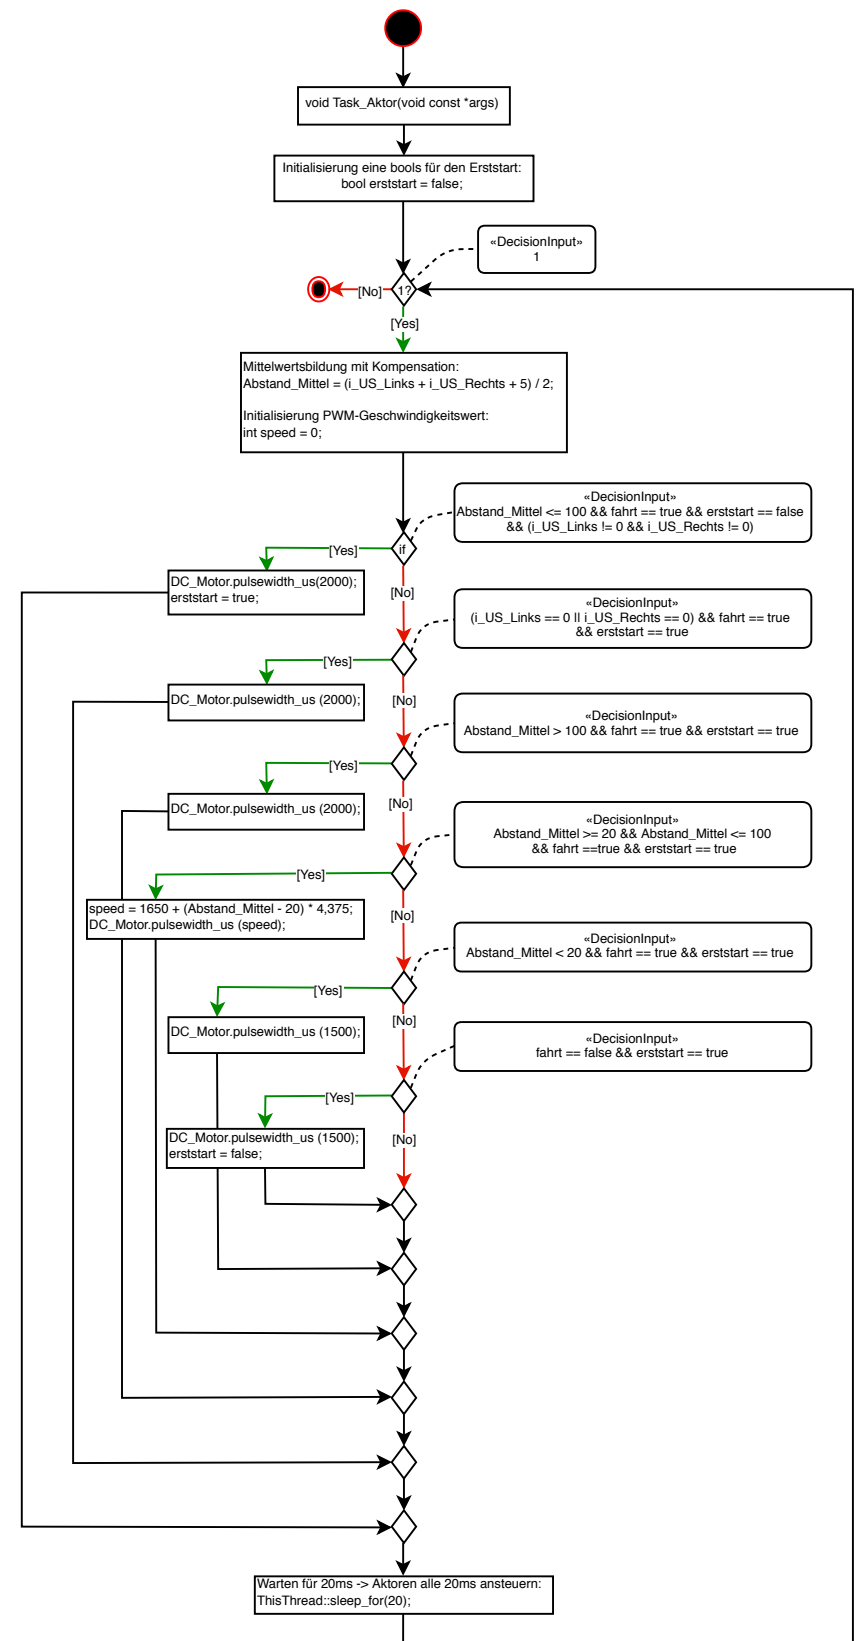 void Task_Aktor(void const *args)
Initialisierung eine bools für den Erststart:
bool erststart = false;
«DecisionInput»
1
[No]
1?
[Yes]
Mittelwertsbildung mit Kompensation:
Abstand_Mittel = (i_US_Links + i_US_Rechts + 5) / 2;
Initialisierung PWM-Geschwindigkeitswert:
int speed = 0;
«DecisionInput»
Abstand_Mittel <= 100 && fahrt == true && erststart == false
&& (i_US_Links != 0 && i_US_Rechts != 0)
[Yes]
if
DC_Motor.pulsewidth_us(2000);
erststart = true;
[No]
«DecisionInput»
(i_US_Links == 0 || i_US_Rechts == 0) && fahrt == true
&& erststart == true
[Yes]
DC_Motor.pulsewidth_us (2000);
[No]
«DecisionInput»
Abstand_Mittel > 100 && fahrt == true && erststart == true
[Yes]
DC_Motor.pulsewidth_us (2000);
[No]
«DecisionInput»
Abstand_Mittel >= 20 && Abstand_Mittel <= 100
&& fahrt ==true && erststart == true
[Yes]
speed = 1650 + (Abstand_Mittel - 20) * 4,375;
DC_Motor.pulsewidth_us (speed);
[No]
«DecisionInput»
Abstand_Mittel < 20 && fahrt == true && erststart == true
[Yes]
DC_Motor.pulsewidth_us (1500);
[No]
«DecisionInput»
fahrt == false && erststart == true
[Yes]
DC_Motor.pulsewidth_us (1500);
erststart = false;
[No]
Warten für 20ms -> Aktoren alle 20ms ansteuern:
ThisThread::sleep_for(20);